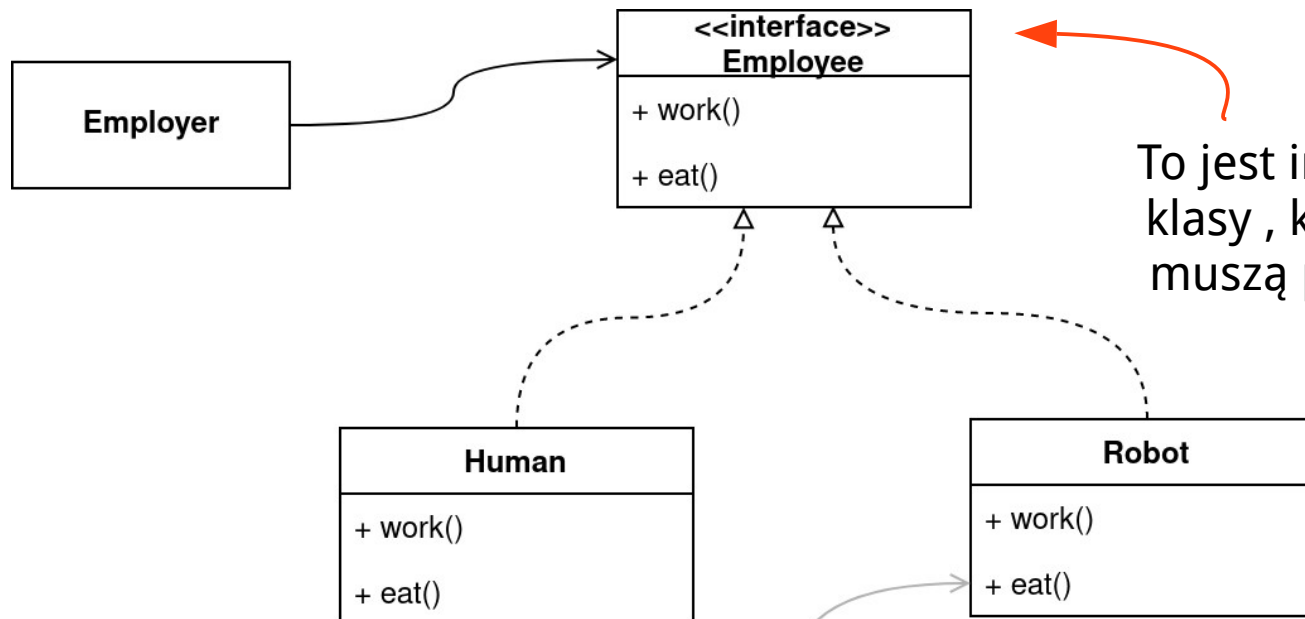 <<interface>>
Employee
Employer
+ work()
+ eat()
To jest
klasy , 
muszą
Human
Robot
+ work()
+ work()
+ eat()
+ eat()